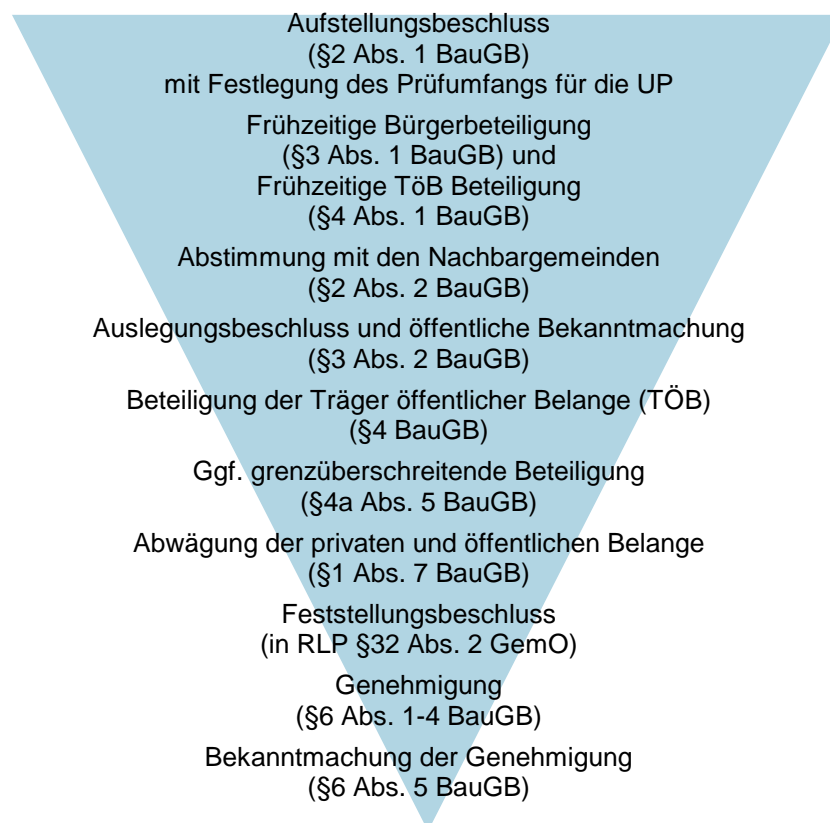 Aufstellungsbeschluss
(§2 Abs. 1 BauGB)
mit Festlegung des Prüfumfangs für die UP
Frühzeitige Bürgerbeteiligung
(§3 Abs. 1 BauGB) und
Frühzeitige TöB Beteiligung
(§4 Abs. 1 BauGB)
Abstimmung mit den Nachbargemeinden
(§2 Abs. 2 BauGB)
Auslegungsbeschluss und öffentliche Bekanntmachung
(§3 Abs. 2 BauGB)
Beteiligung der Träger öffentlicher Belange (TÖB)
(§4 BauGB)
Ggf. grenzüberschreitende Beteiligung
(§4a Abs. 5 BauGB)
Abwägung der privaten und öffentlichen Belange
(§1 Abs. 7 BauGB)
Feststellungsbeschluss
(in RLP §32 Abs. 2 GemO)
Genehmigung
(§6 Abs. 1-4 BauGB)
Bekanntmachung der Genehmigung
(§6 Abs. 5 BauGB)